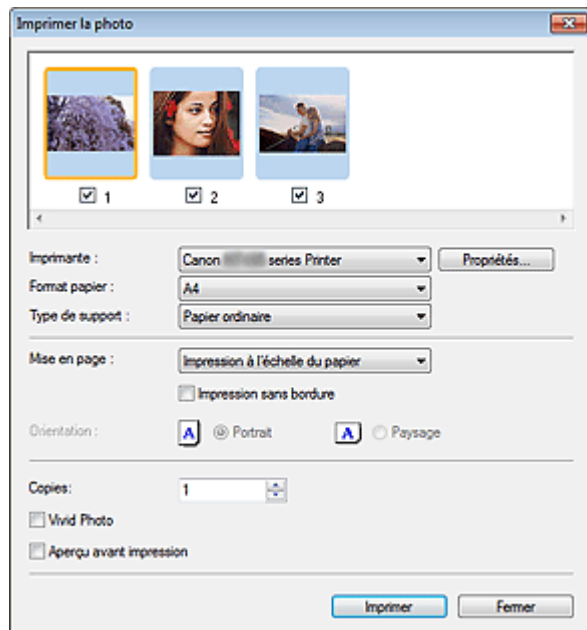 Imprimer la photo
1 2 3
Imprimante : Canon series Printer Propriétés...
Format papier : A4
Type de support : Papier ordinaire
Mise en page : Impression à l'échelle du papier
Impression sans bordure
Orientation : A Portrait A Paysage
Copies: 1
Vivid Photo
Aperçu avant impression
Imprimer Fermer